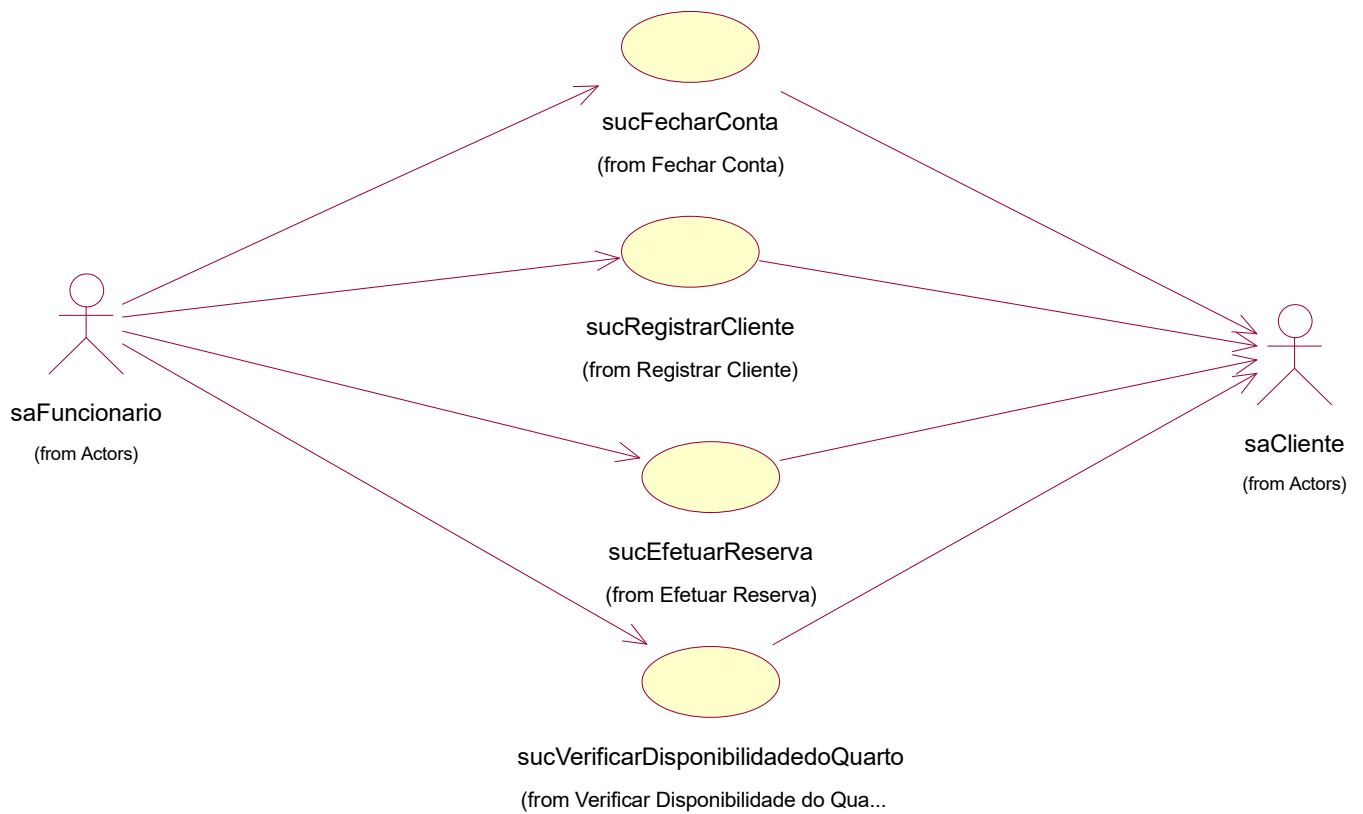 sucFecharConta
(from Fechar Conta)
sucRegistrarCliente
(from Registrar Cliente)
saFuncionario
(from Actors)
saCliente
(from Actors)
sucEfetuarReserva
(from Efetuar Reserva)
sucVerificarDisponibilidadedoQuarto
(from Verificar Disponibilidade do Qua...